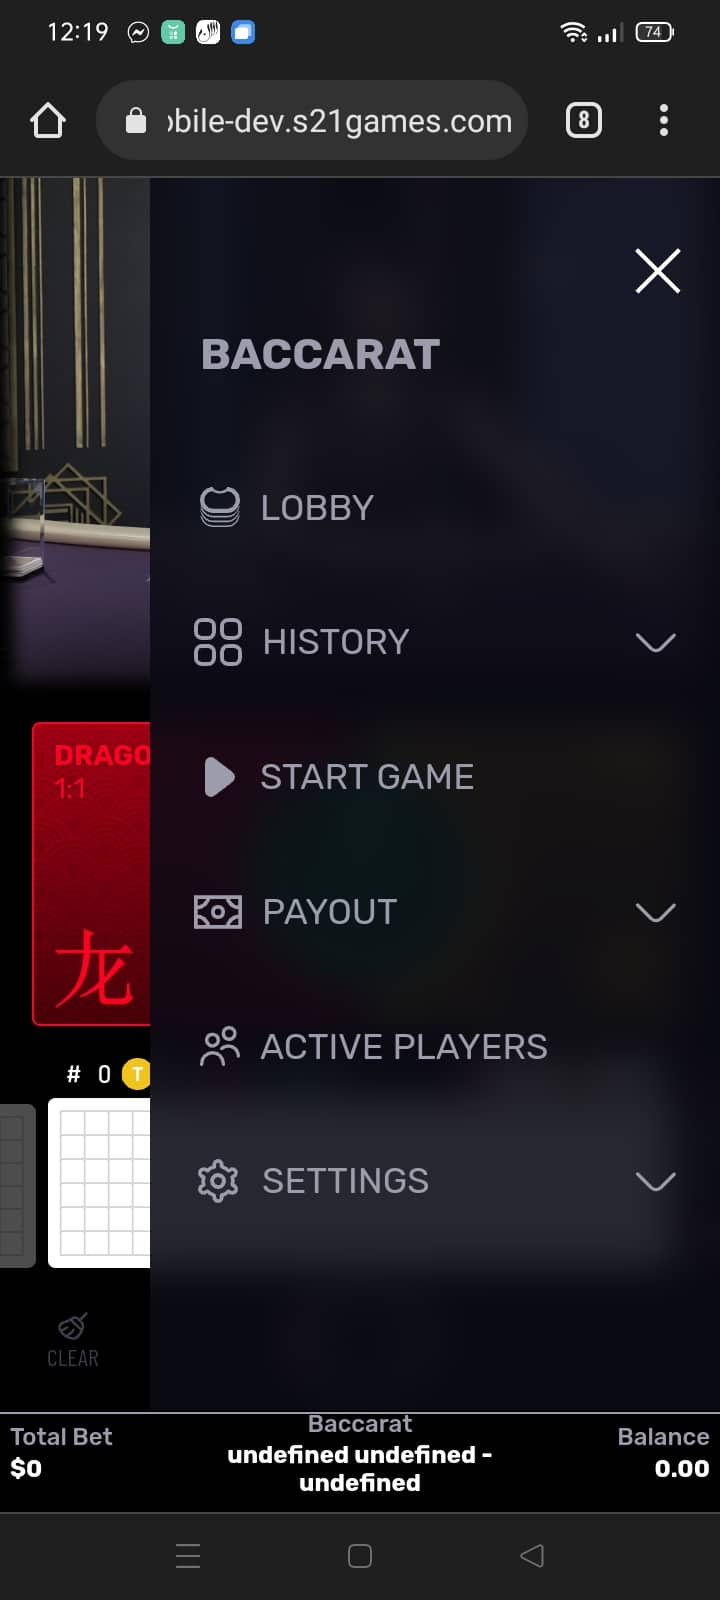 12:19
74
obile-dev.s21games.com
8
BACCARAT
LOBBY
HISTORY
START GAME
PAYOUT
ACTIVE PLAYERS
SETTINGS
DRAGO
1:1
龙
# 0 T
CLEAR
Total Bet
$0
Baccarat
undefined undefined -
undefined
Balance
0.00